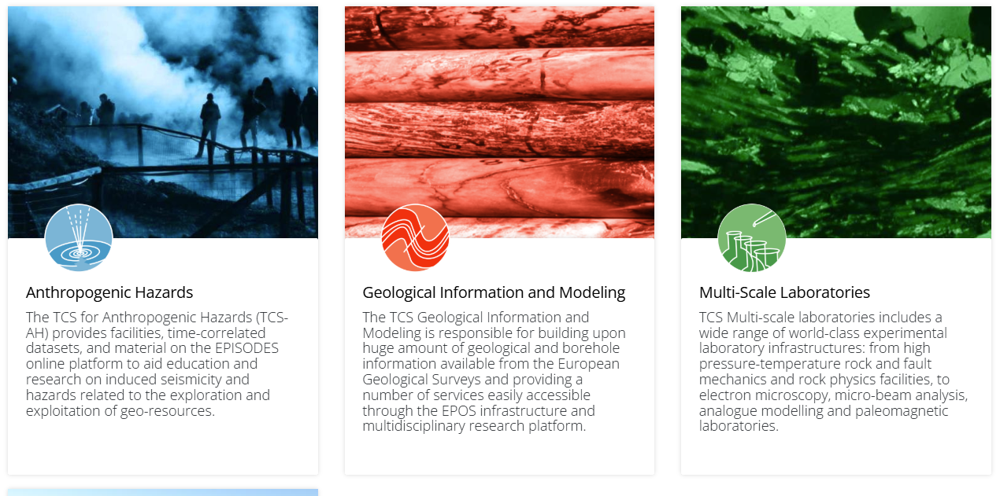 Anthropogenic Hazards
The TCS for Anthropogenic Hazards (TCS-
AH) provides facilities, time-correlated
datasets, and material on the EPISODES
online platform to aid education and
research on induced seismicity and
hazards related to the exploration and
exploitation of geo-resources.
Geological Information and Modeling
The TCS Geological Information and
Modeling is responsible for building upon
huge amount of geological and borehole
information available from the European
Geological Surveys and providing a
number of services easily accessible
through the EPOS infrastructure and
multidisciplinary research platform.
Multi-Scale Laboratories
TCS Multi-scale laboratories includes a
wide range of world-class experimental
laboratory infrastructures: from high
pressure-temperature rock and fault
mechanics and rock physics facilities, to
electron microscopy, micro-beam analysis,
analogue modelling and paleomagnetic
laboratories.